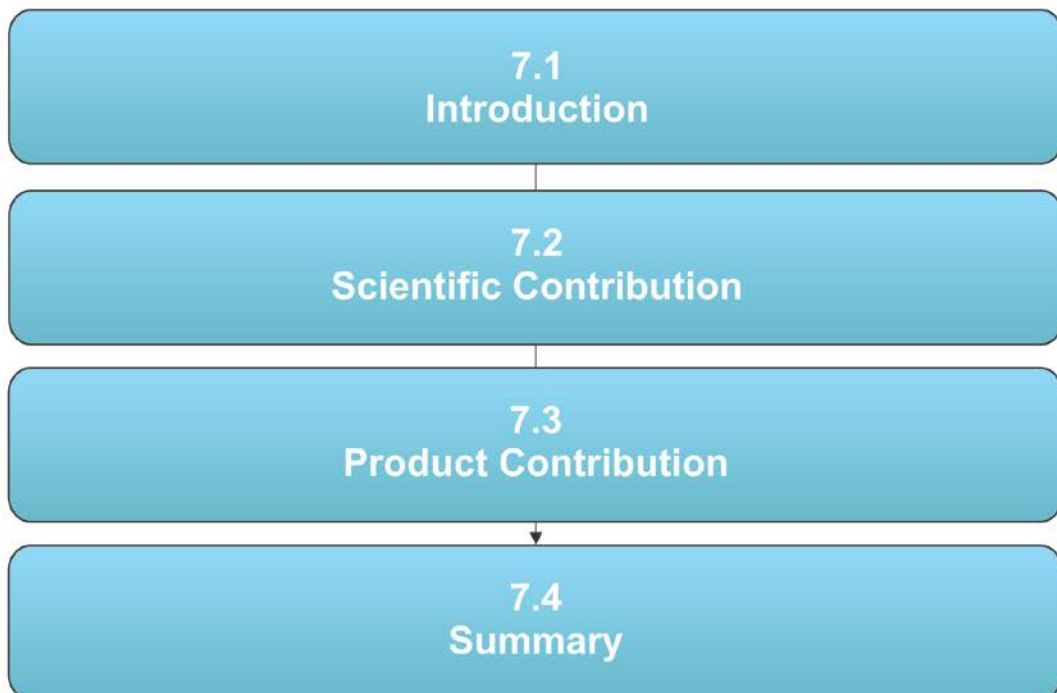 7.1
Introduction
7.2
Scientific Contribution
7.3
Product Contribution
7.4
Summary